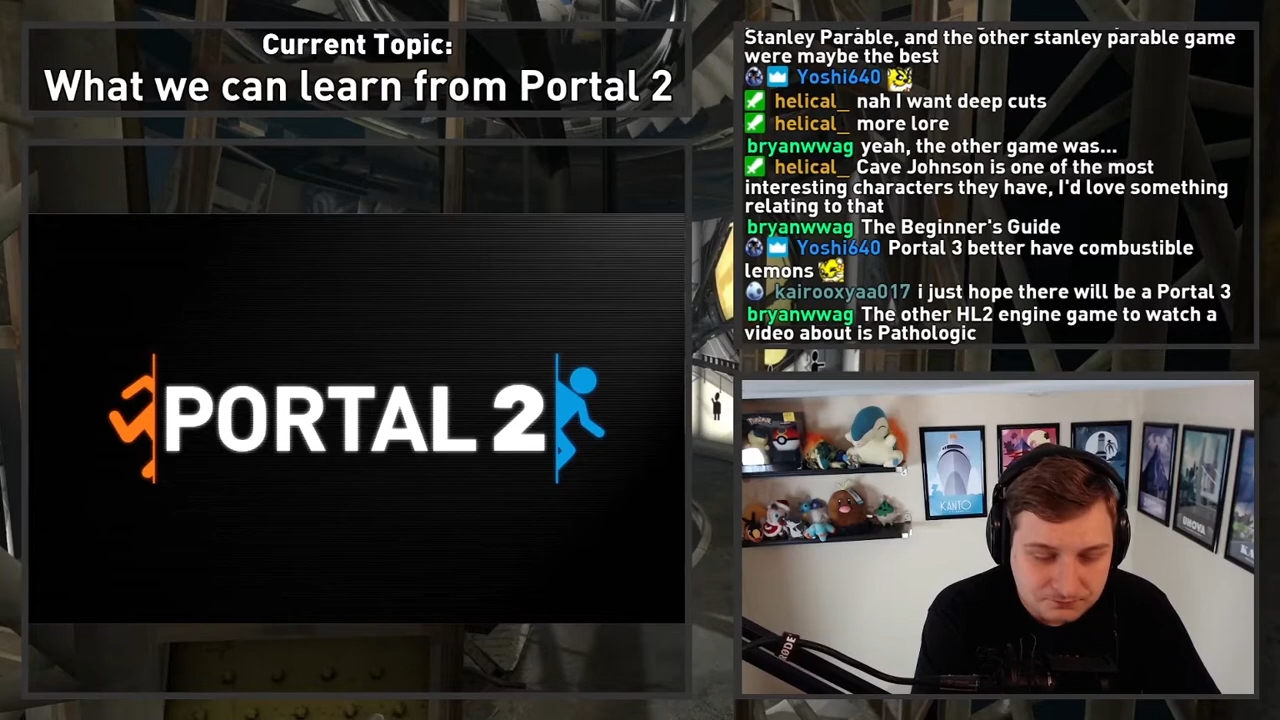 Current Topic:
What we can learn from Portal 2
PORTAL 2
Stanley Parable, and the other stanley parable game
were maybe the best
Yoshi640
helical_ nah I want deep cuts
helical_ more lore
bryanwwag yeah, the other game was...
helical_ Cave Johnson is one of the most
interesting characters they have, I'd love something
relating to that
bryanwwag The Beginner's Guide
Yoshi640 Portal 3 better have combustible
lemons
kairooxyaa017 i just hope there will be a Portal 3
bryanwwag The other HL2 engine game to watch a
video about is Pathologic
KANTO
UNOVA
RODE